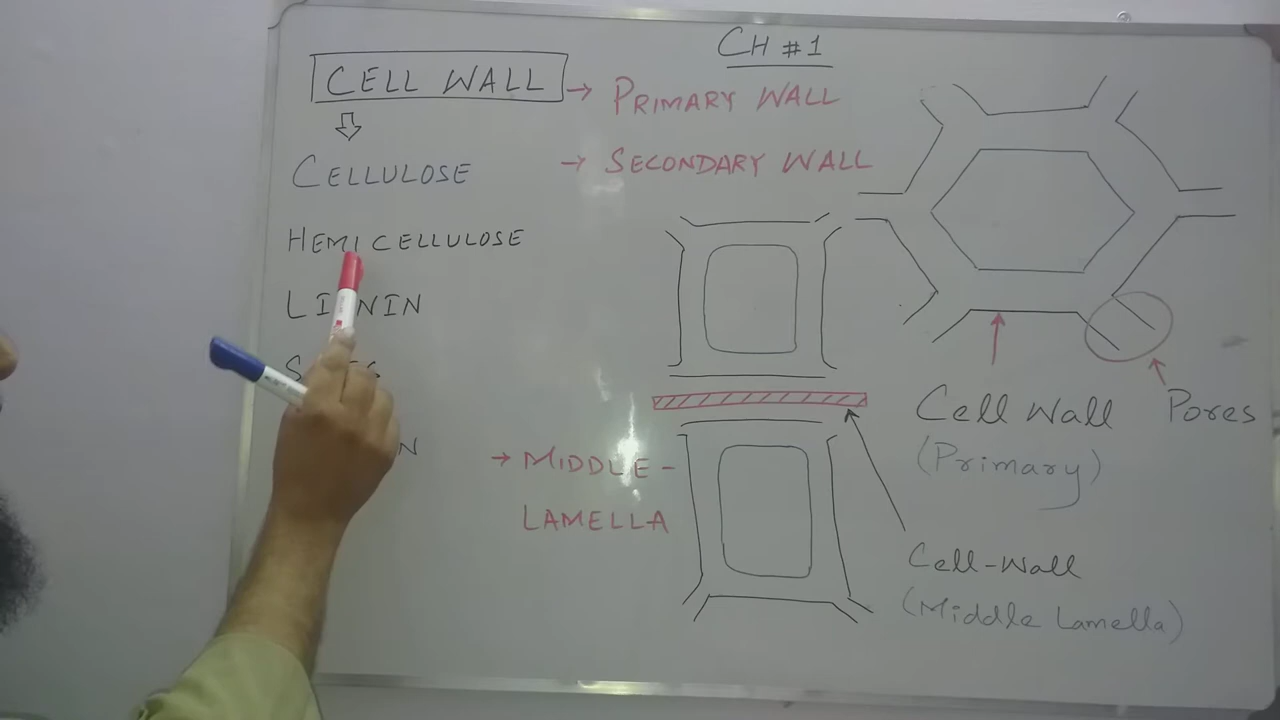 CH # 1
CELL WALL
→ PRIMARY WALL
CELLULOSE
→ SECONDARY WALL
HEMICELLULOSE
Cell Wall
(Primary)
Pores
→ MIDDLE-
LAMELLA
Cell-Wall
(Middle Lamella)